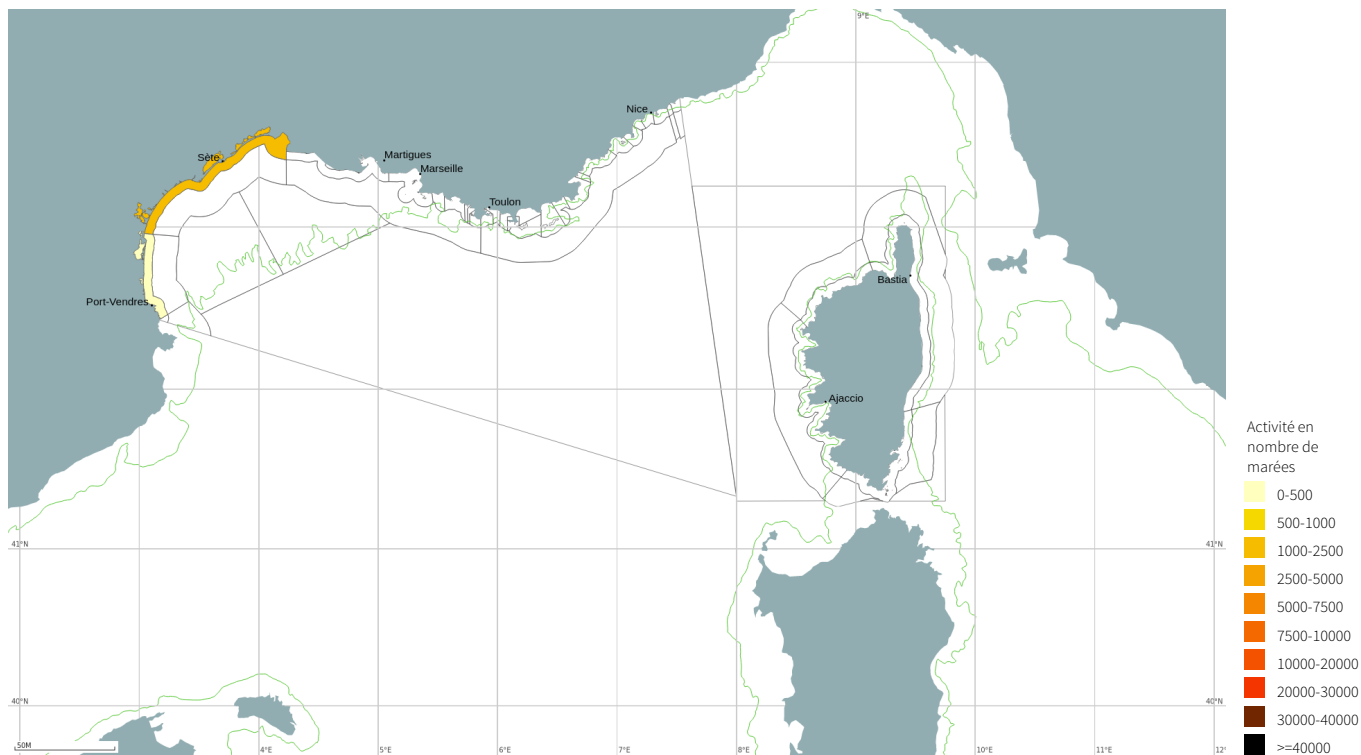 9°E
Nice
Sète
Martigues
Marseille
Toulon
Bastia
Port-Vendres
Ajaccio
41°N
41°N
40°N
40°N
50M
4°E
5°E
6°E
7°E
8°E
10°E
11°E
12°
Activité en
nombre de
marées
0-500
500-1000
1000-2500
2500-5000
5000-7500
7500-10000
10000-20000
20000-30000
30000-40000
>=40000